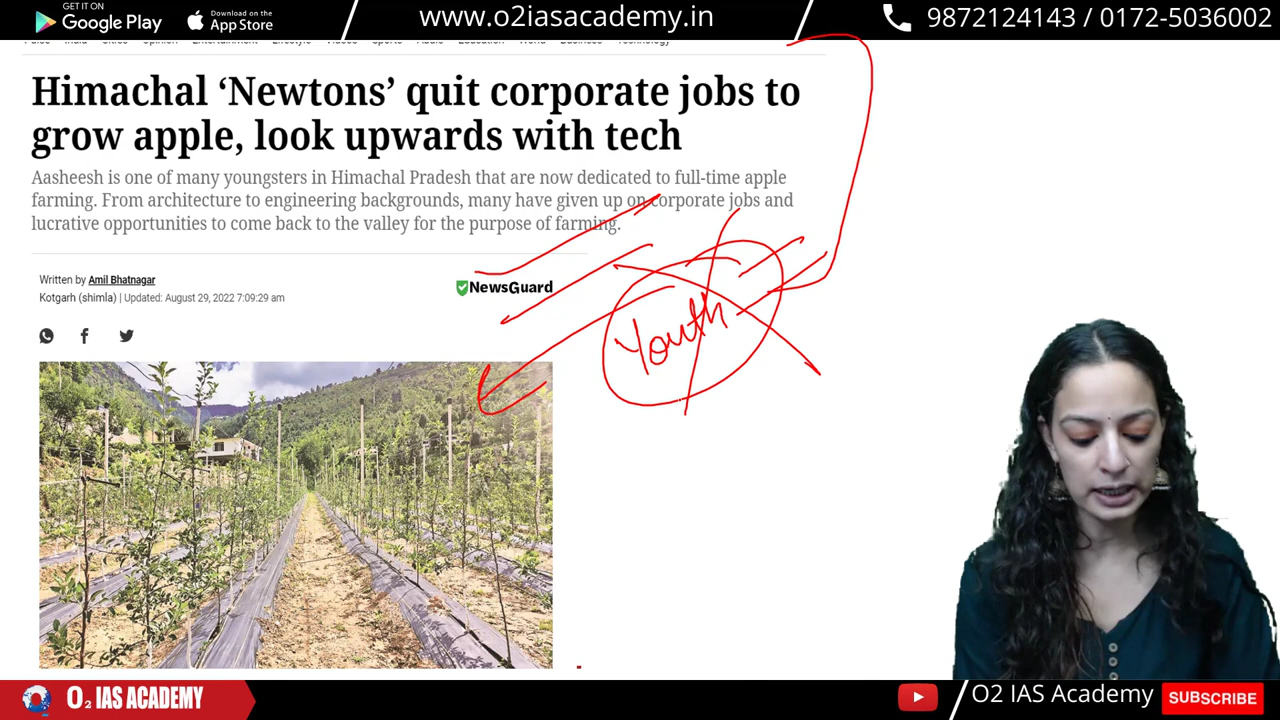 GET IT ON
Google Play
Download on the
App Store
www.o2iasacademy.in
9872124143 / 0172-5036002
Himachal ‘Newtons’ quit corporate jobs to
grow apple, look upwards with tech
Aasheesh is one of many youngsters in Himachal Pradesh that are now dedicated to full-time apple
farming. From architecture to engineering backgrounds, many have given up on corporate jobs and
lucrative opportunities to come back to the valley for the purpose of farming.
Written by Amil Bhatnagar
Kotgarh (shimla) | Updated: August 29, 2022 7:09:29 am
NewsGuard
Youth
O2 IAS ACADEMY
O2 IAS Academy
SUBSCRIBE